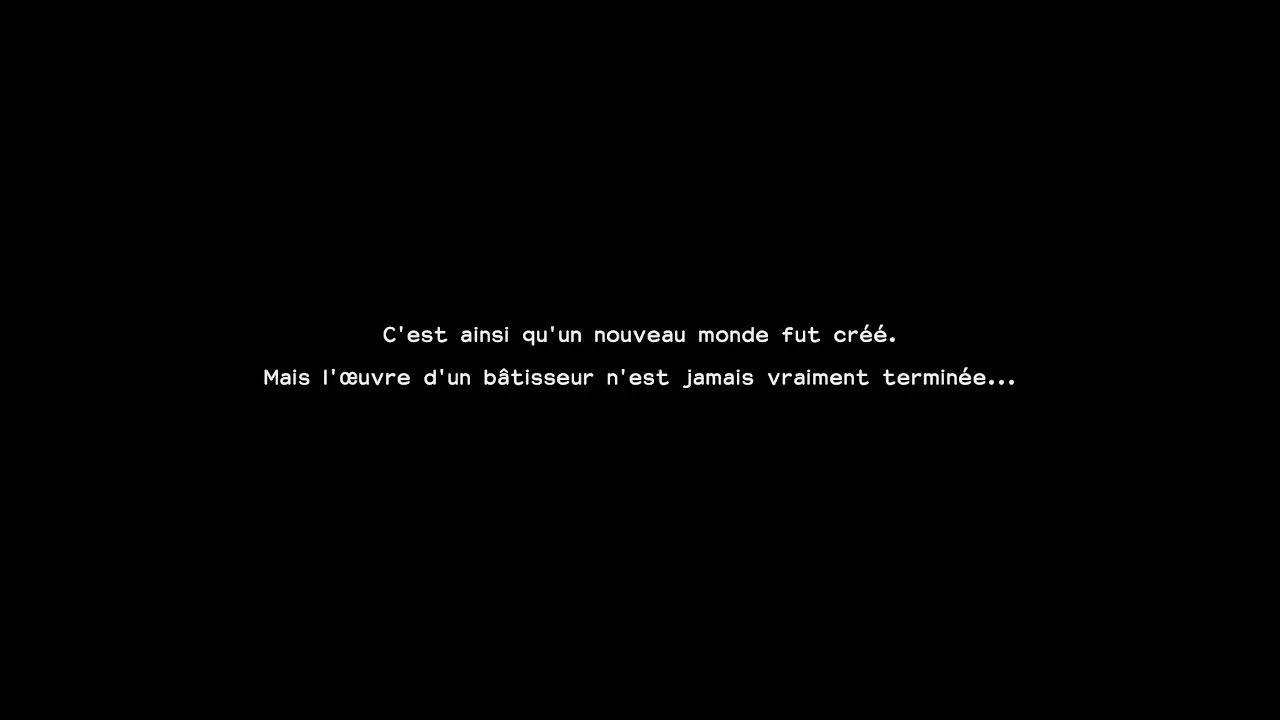 C'est ainsi qu'un nouveau monde fut créé.
Mais l'œuvre d'un bâtisseur n'est jamais vraiment terminée...